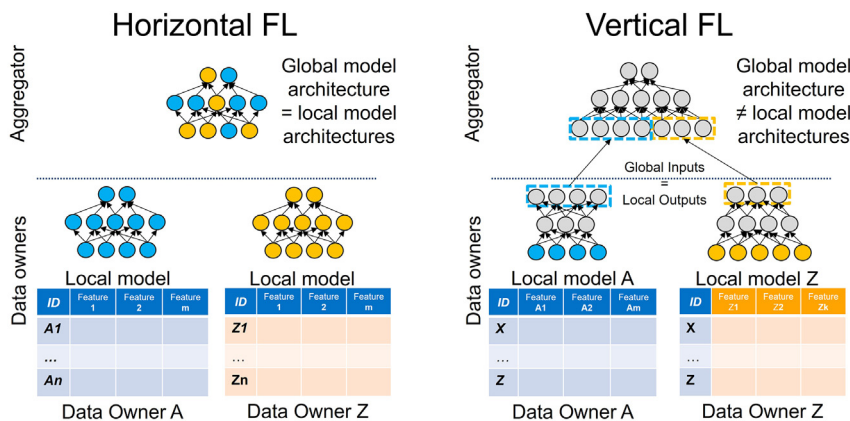 Horizontal FL
Vertical FL
Aggregator
Global model
architecture
= local model
architectures
Aggregator
Global model
architecture
≠ local model
architectures
Global Inputs
=
Local Outputs
Data owners
Local model
Local model
Data owners
Local model A
Local model Z
ID Feature 1 Feature 2 Feature m
A1
...
An
Data Owner A
ID Feature 1 Feature 2 Feature m
Z1
...
Zn
Data Owner Z
ID Feature A1 Feature A2 Feature Am
X
...
Z
Data Owner A
ID Feature Z1 Feature Z2 Feature Zk
X
...
Z
Data Owner Z